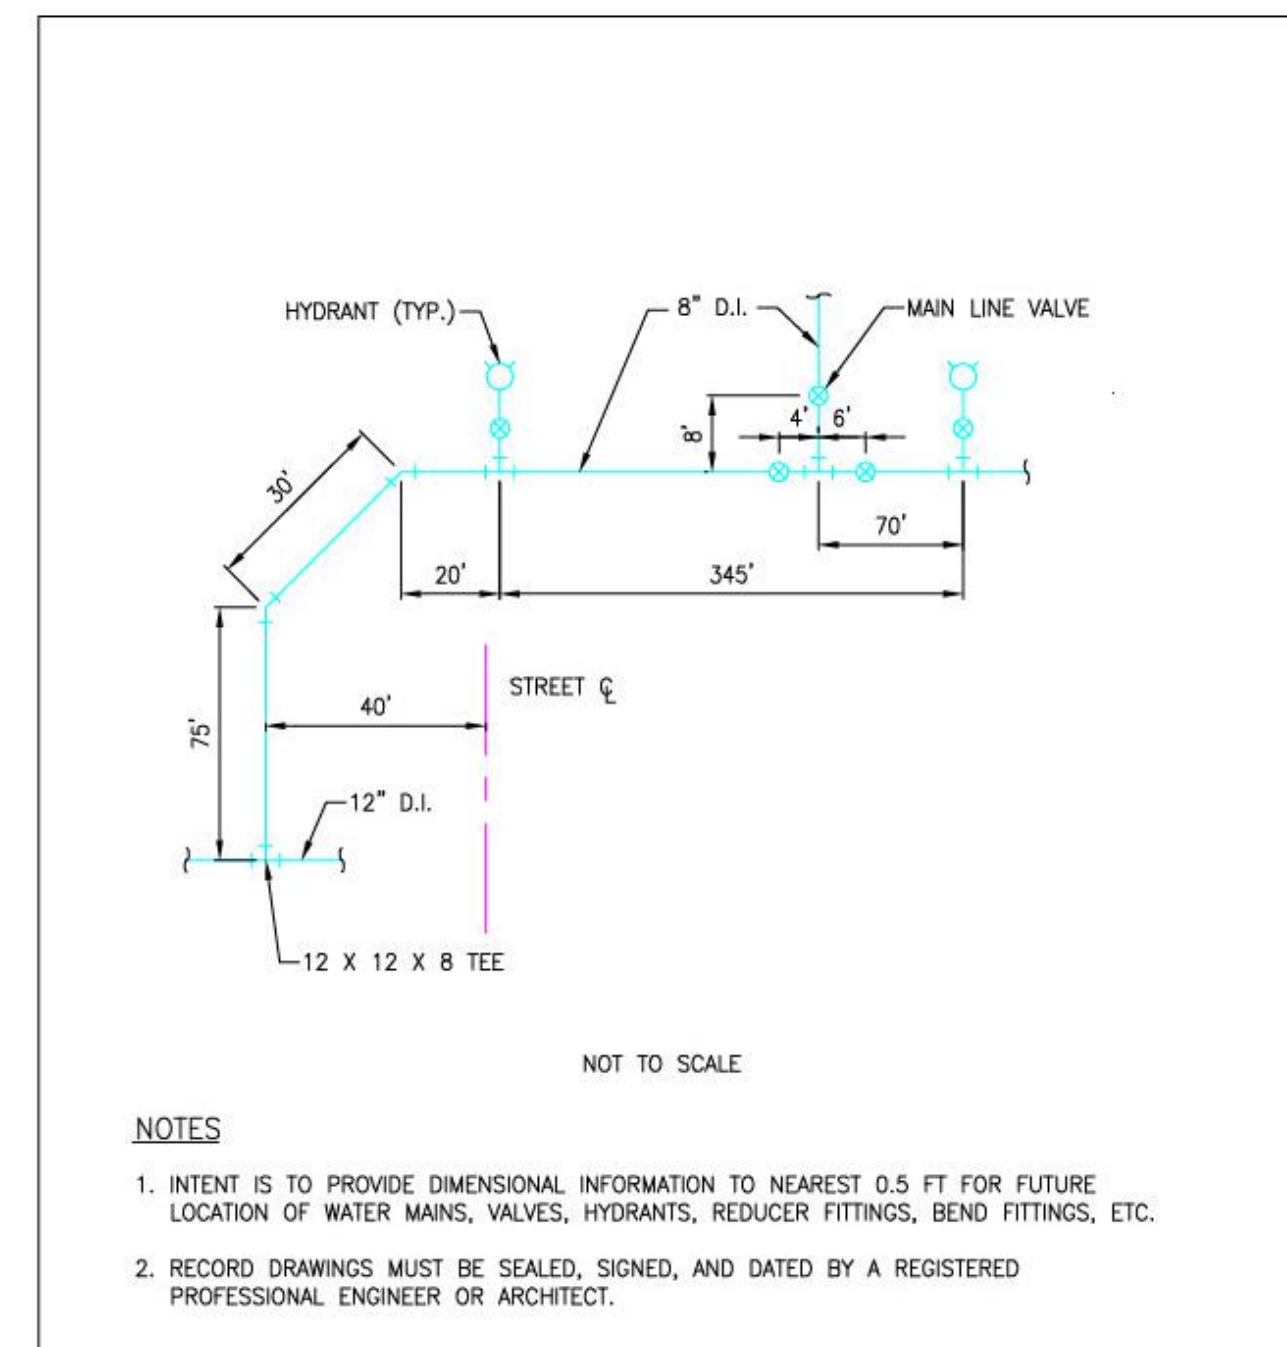 HYDRANT (TYP.)
8" D.I.
MAIN LINE VALVE
4' 6'
8'
30'
70'
20'
345'
STREET ℄
40'
75'
12" D.I.
12 X 12 X 8 TEE
NOT TO SCALE
NOTES
1. INTENT IS TO PROVIDE DIMENSIONAL INFORMATION TO NEAREST 0.5 FT FOR FUTURE
LOCATION OF WATER MAINS, VALVES, HYDRANTS, REDUCER FITTINGS, BEND FITTINGS, ETC.
2. RECORD DRAWINGS MUST BE SEALED, SIGNED, AND DATED BY A REGISTERED
PROFESSIONAL ENGINEER OR ARCHITECT.